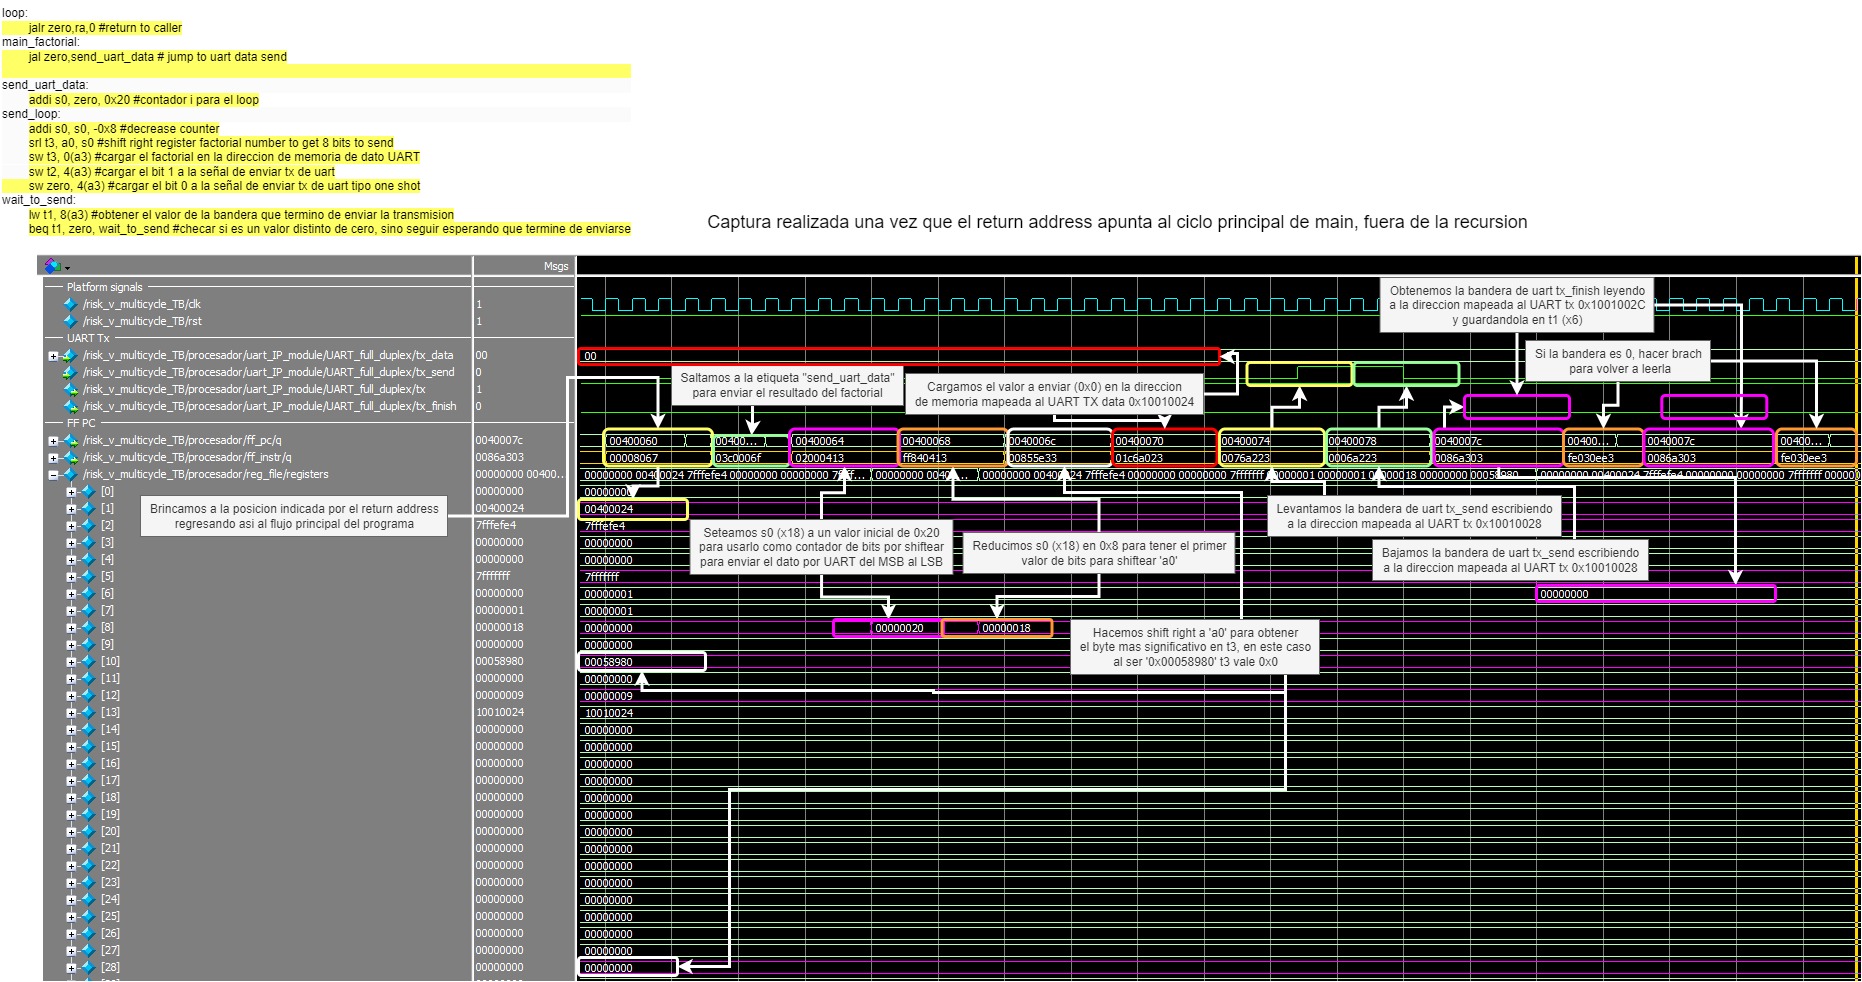 loop:
jalr zero,ra,0 #return to caller
main_factorial:
jal zero,send_uart_data # jump to uart data send
send_uart_data:
addi s0, zero, 0x20 #contador i para el loop
send_loop:
addi s0, s0, -0x8 #decrease counter
srl t3, a0, s0 #shift right register factorial number to get 8 bits to send
sw t3, 0(a3) #cargar el factorial en la direccion de memoria de dato UART
sw t2, 4(a3) #cargar el bit 1 a la señal de enviar tx de uart
sw zero, 4(a3) #cargar el bit 0 a la señal de enviar tx de uart tipo one shot
wait_to_send:
lw t1, 8(a3) #obtener el valor de la bandera que termino de enviar la transmision
beq t1, zero, wait_to_send #checar si es un valor distinto de cero, sino seguir esperando que termine de enviarse
Captura realizada una vez que el return address apunta al ciclo principal de main, fuera de la recursion
Msgs
Platform signals
/risk_v_multicycle_TB/clk 1
/risk_v_multicycle_TB/rst 1
UART Tx
/risk_v_multicycle_TB/procesador/uart_IP_module/UART_full_duplex/tx_data 00 00
/risk_v_multicycle_TB/procesador/uart_IP_module/UART_full_duplex/tx_send 0
/risk_v_multicycle_TB/procesador/uart_IP_module/UART_full_duplex/tx 1
/risk_v_multicycle_TB/procesador/uart_IP_module/UART_full_duplex/tx_finish 0
FF PC
/risk_v_multicycle_TB/procesador/ff_pc/q 0040007c 00400060 00400... 00400064 00400068 0040006c 00400070 00400074 00400078 0040007c 00400... 0040007c 00400...
/risk_v_multicycle_TB/procesador/ff_instr/q 0086a303 00008067 03c0006f 02000413 ff840413 00855e33 01c6a023 0076a223 0006a223 0086a303 fe030ee3 0086a303 fe030ee3
/risk_v_multicycle_TB/procesador/reg_file/registers 00000000 00400...
[0] 00000000 00000000
[1] 00400024 00400024
[2] 7fffefe4 7fffefe4
[3] 00000000 00000000
[4] 00000000 00000000
[5] 7fffffff 7fffffff
[6] 00000000 00000001 00000000
[7] 00000001 00000001
[8] 00000018 00000000 00000020 00000018
[9] 00000000 00000000
[10] 00058980 00058980
[11] 00000000 00000000
[12] 00000009 00000009
[13] 10010024 10010024
[14] 00000000 00000000
[15] 00000000 00000000
[16] 00000000 00000000
[17] 00000000 00000000
[18] 00000000 00000000
[19] 00000000 00000000
[20] 00000000 00000000
[21] 00000000 00000000
[22] 00000000 00000000
[23] 00000000 00000000
[24] 00000000 00000000
[25] 00000000 00000000
[26] 00000000 00000000
[27] 00000000 00000000
[28] 00000000 00000000
Obtenemos la bandera de uart tx_finish leyendo
a la direccion mapeada al UART tx 0x1001002C
y guardandola en t1 (x6)
Si la bandera es 0, hacer brach
para volver a leerla
Saltamos a la etiqueta "send_uart_data"
para enviar el resultado del factorial
Cargamos el valor a enviar (0x0) en la direccion
de memoria mapeada al UART TX data 0x10010024
Brincamos a la posicion indicada por el return address
regresando asi al flujo principal del programa
Seteamos s0 (x18) a un valor inicial de 0x20
para usarlo como contador de bits por shiftear
para enviar el dato por UART del MSB al LSB
Reducimos s0 (x18) en 0x8 para tener el primer
valor de bits para shiftear 'a0'
Levantamos la bandera de uart tx_send escribiendo
a la direccion mapeada al UART tx 0x10010028
Bajamos la bandera de uart tx_send escribiendo
a la direccion mapeada al UART tx 0x10010028
Hacemos shift right a 'a0' para obtener
el byte mas significativo en t3, en este caso
al ser '0x00058980' t3 vale 0x0